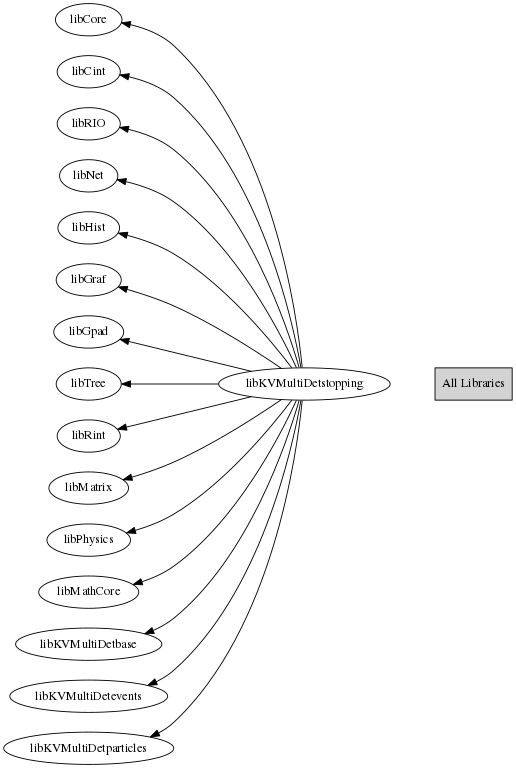 libCore
libCint
libRIO
libNet
libHist
libGraf
libGpad
libTree
libKVMultiDetstopping
All Libraries
libRint
libMatrix
libPhysics
libMathCore
libKVMultiDetbase
libKVMultiDetevents
libKVMultiDetparticles